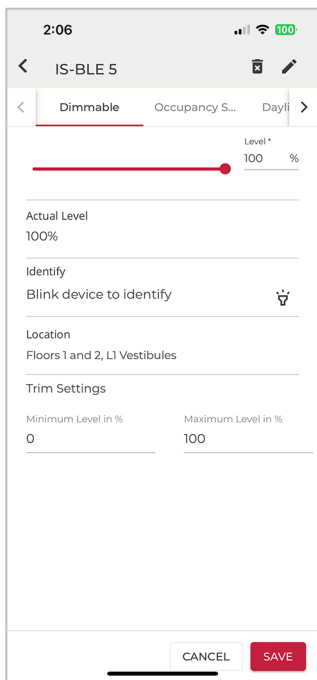 2:06
100
IS-BLE 5
Dimmable Occupancy S... Dayli
Level *
100 %
Actual Level
100%
Identify
Blink device to identify
Location
Floors 1 and 2, L1 Vestibules
Trim Settings
Minimum Level in % Maximum Level in %
0 100
CANCEL SAVE